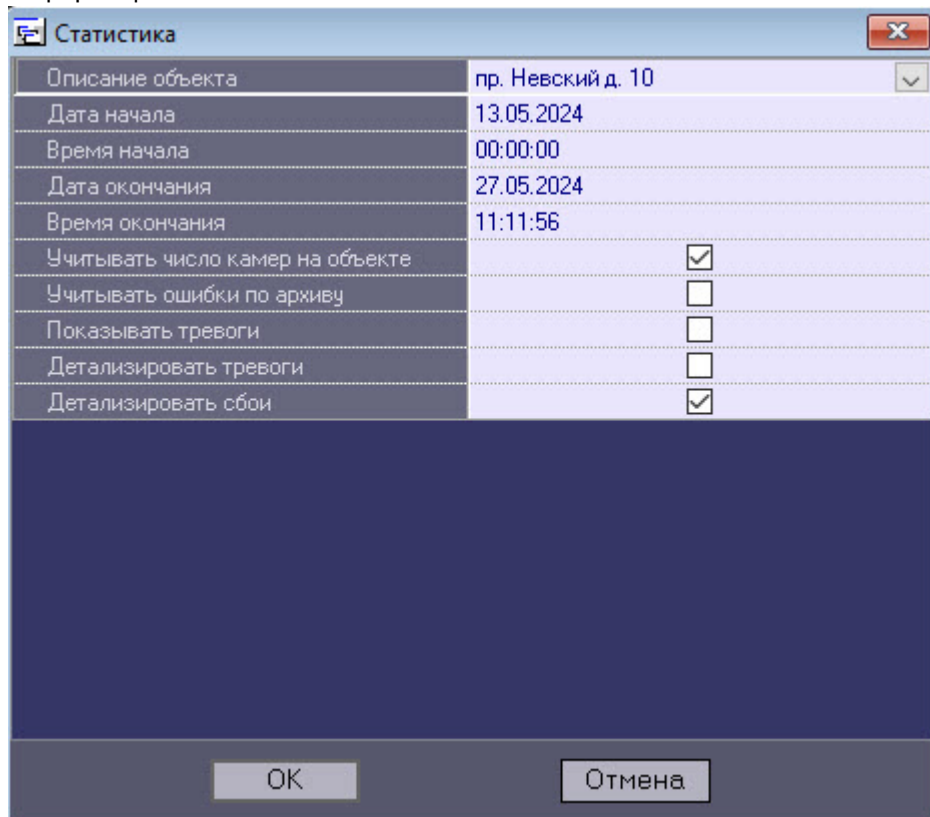 Статистика
Описание объекта пр. Невский д. 10
Дата начала 13.05.2024
Время начала 00:00:00
Дата окончания 27.05.2024
Время окончания 11:11:56
Учитывать число камер на объекте
Учитывать ошибки по архиву
Показывать тревоги
Детализировать тревоги
Детализировать сбои
OK Отмена